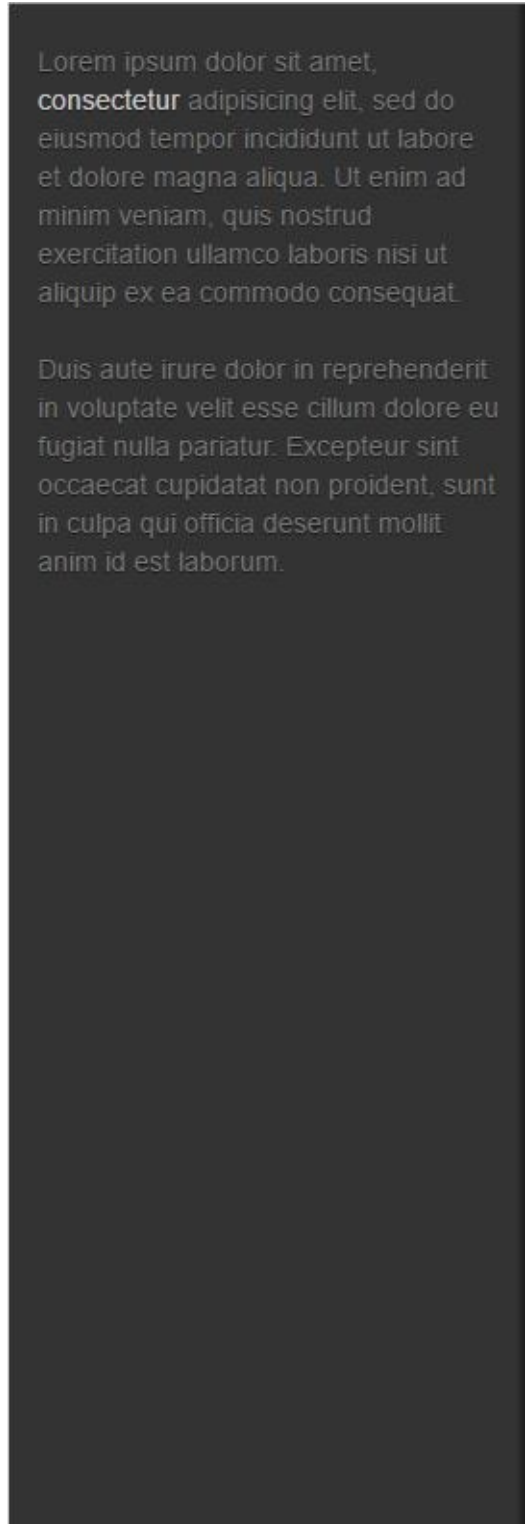 Lorem ipsum dolor sit amet,
consectetur adipisicing elit, sed do
eiusmod tempor incididunt ut labore
et dolore magna aliqua. Ut enim ad
minim veniam, quis nostrud
exercitation ullamco laboris nisi ut
aliquip ex ea commodo consequat.
Duis aute irure dolor in reprehenderit
in voluptate velit esse cillum dolore eu
fugiat nulla pariatur. Excepteur sint
occaecat cupidatat non proident, sunt
in culpa qui officia deserunt mollit
anim id est laborum.